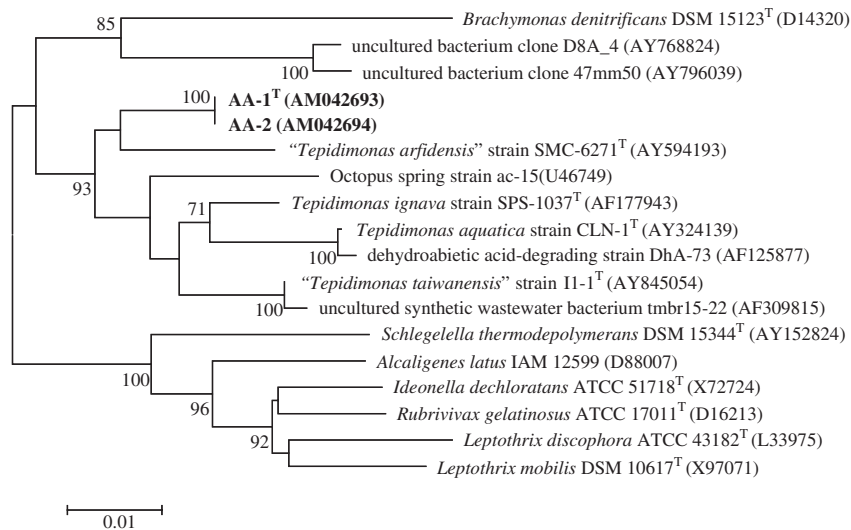 85
Brachymonas denitrificans DSM 15123T (D14320)
uncultured bacterium clone D8A_4 (AY768824)
100
uncultured bacterium clone 47mm50 (AY796039)
100
AA-1T (AM042693)
AA-2 (AM042694)
"Tepidimonas arfidensis" strain SMC-6271T (AY594193)
93
Octopus spring strain ac-15(U46749)
71
Tepidimonas ignava strain SPS-1037T (AF177943)
Tepidimonas aquatica strain CLN-1T (AY324139)
100
dehydroabietic acid-degrading strain DhA-73 (AF125877)
"Tepidimonas taiwanensis" strain I1-1T (AY845054)
100
uncultured synthetic wastewater bacterium tmbr15-22 (AF309815)
Schlegelella thermodepolymerans DSM 15344T (AY152824)
100
Alcaligenes latus IAM 12599 (D88007)
Ideonella dechloratans ATCC 51718T (X72724)
96
Rubrivivax gelatinosus ATCC 17011T (D16213)
92
Leptothrix discophora ATCC 43182T (L33975)
Leptothrix mobilis DSM 10617T (X97071)
0.01